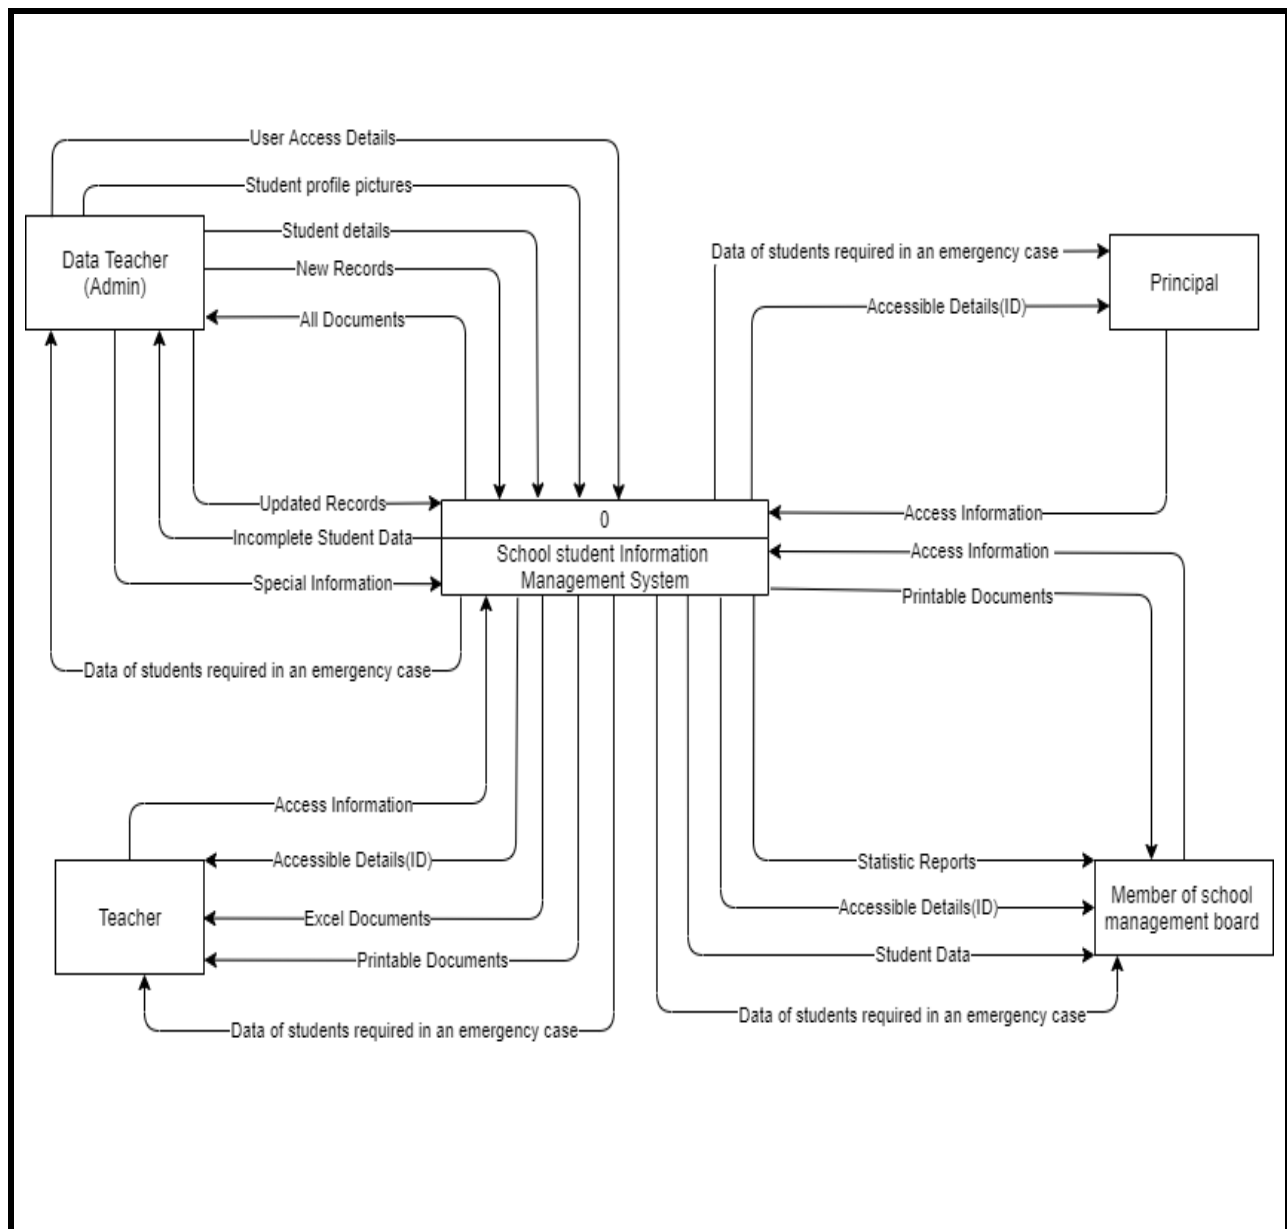 User Access Details
Student profile pictures
Student details
New Records
All Documents
Data Teacher
(Admin)
Data of students required in an emergency case
Accessible Details(ID)
Principal
Updated Records
Incomplete Student Data
Special Information
Data of students required in an emergency case
0
School student Information
Management System
Access Information
Access Information
Printable Documents
Access Information
Accessible Details(ID)
Excel Documents
Printable Documents
Data of students required in an emergency case
Teacher
Statistic Reports
Accessible Details(ID)
Student Data
Data of students required in an emergency case
Member of school
management board